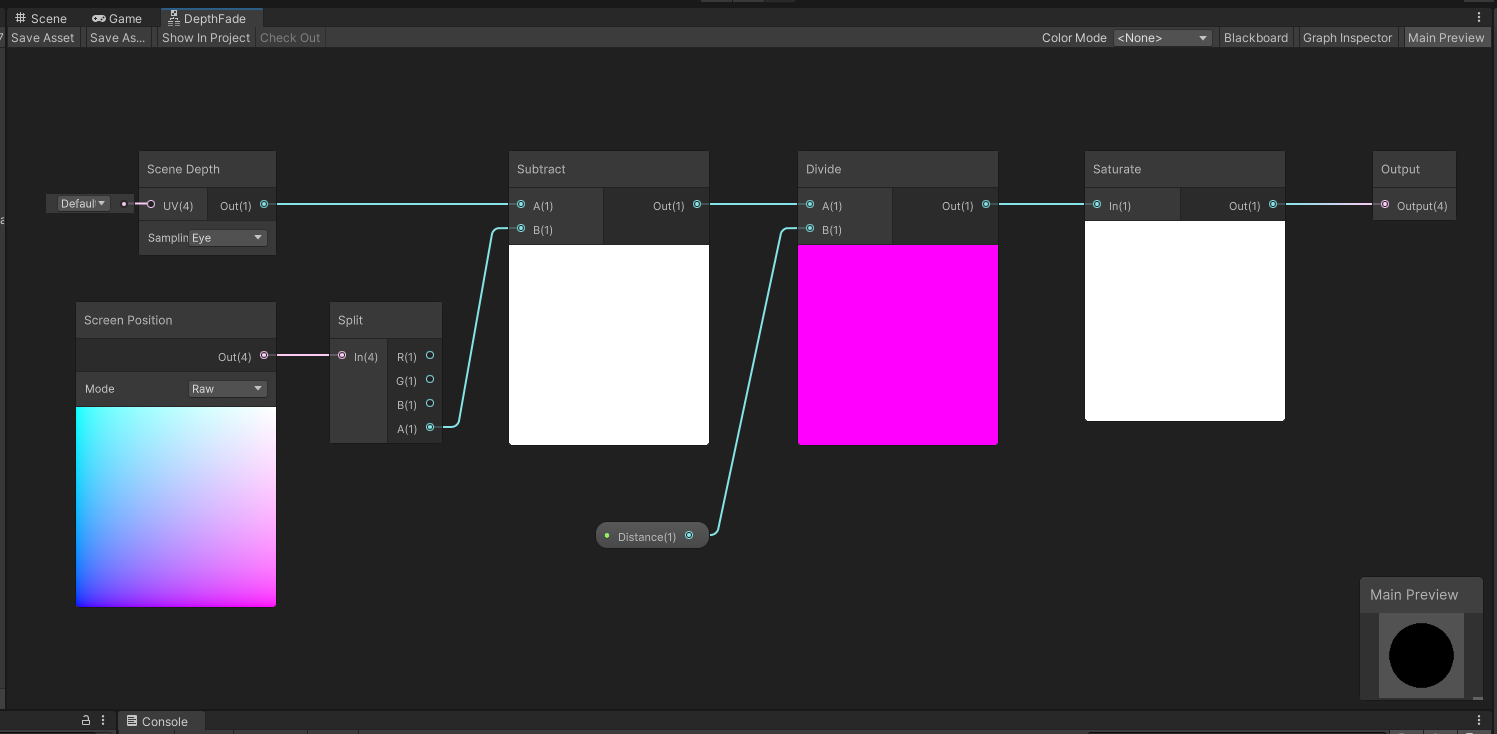 Scene Game DepthFade
Save Asset Save As... Show In Project Check Out Color Mode <None> Blackboard Graph Inspector Main Preview
Scene Depth Subtract Divide Saturate Output
Defaul UV(4) Out(1) A(1) Out(1) A(1) Out(1) In(1) Out(1) Output(4)
B(1) B(1)
Samplin Eye
Screen Position Split
Out(4) In(4) R(1)
G(1)
Mode Raw B(1)
A(1)
Distance(1)
Main Preview
Console